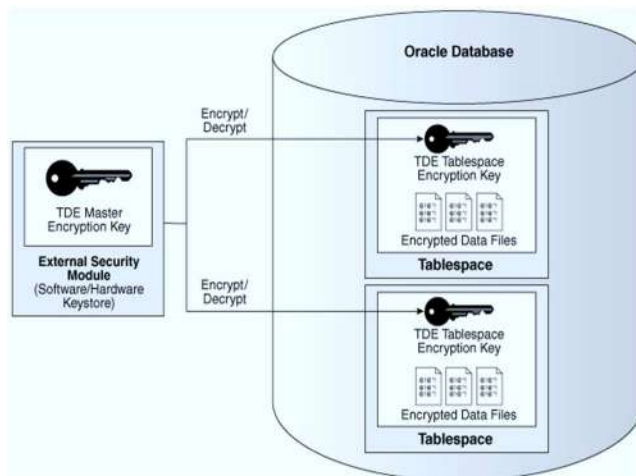 Oracle Database
Encrypt/
Decrypt
TDE Master
Encryption Key
External Security
Module
(Software/Hardware
Keystore)
TDE Tablespace
Encryption Key
Encrypted Data Files
Tablespace
Encrypt/
Decrypt
TDE Tablespace
Encryption Key
Encrypted Data Files
Tablespace